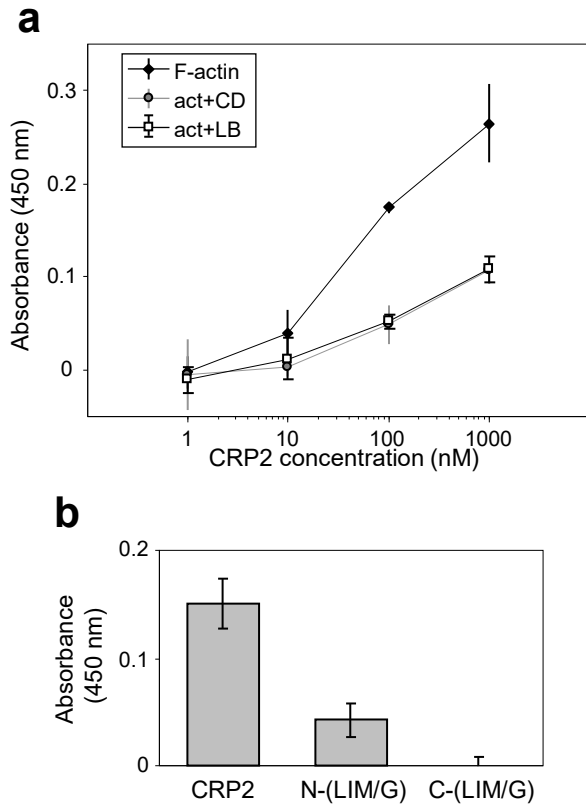 a
F-actin
act+CD
act+LB
0.3
0.2
0.1
0
Absorbance (450 nm)
1 10 100 1000
CRP2 concentration (nM)
b
0.2
0.1
0
Absorbance
(450 nm)
CRP2 N-(LIM/G) C-(LIM/G)